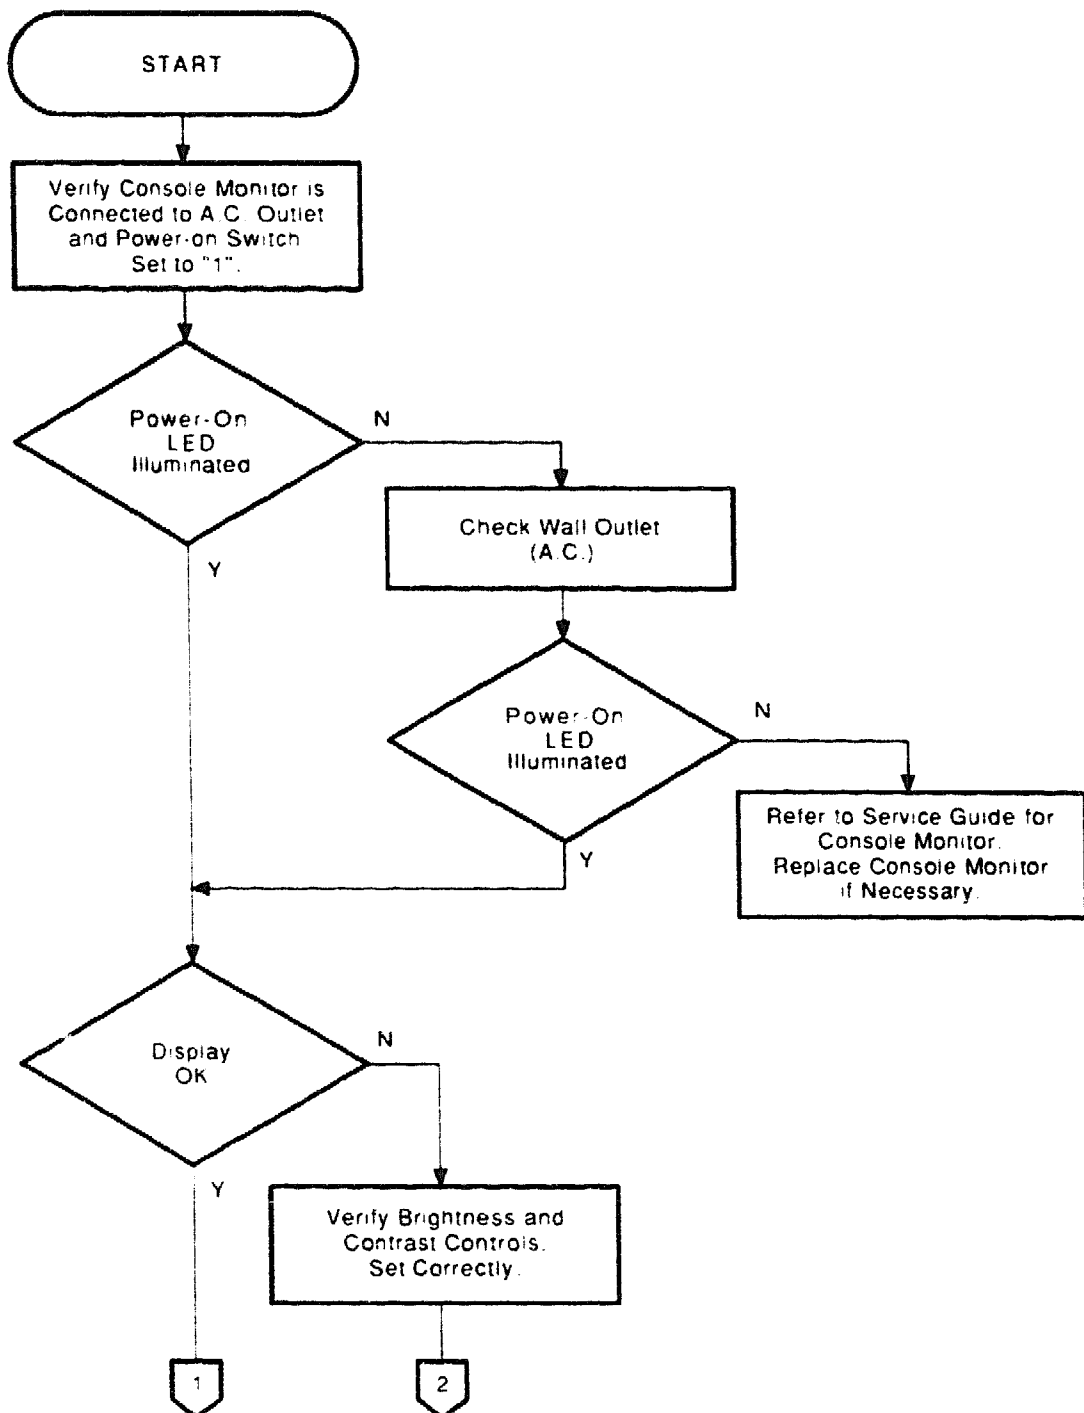 START
Verify Console Monitor is
Connected to A.C. Outlet
and Power-on Switch
Set to "1".
Power-On
LED
Illuminated
N
Y
Check Wall Outlet
(A.C.)
Power-On
LED
Illuminated
N
Y
Refer to Service Guide for
Console Monitor.
Replace Console Monitor
if Necessary.
Display
OK
N
Y
Verify Brightness and
Contrast Controls.
Set Correctly.
1
2